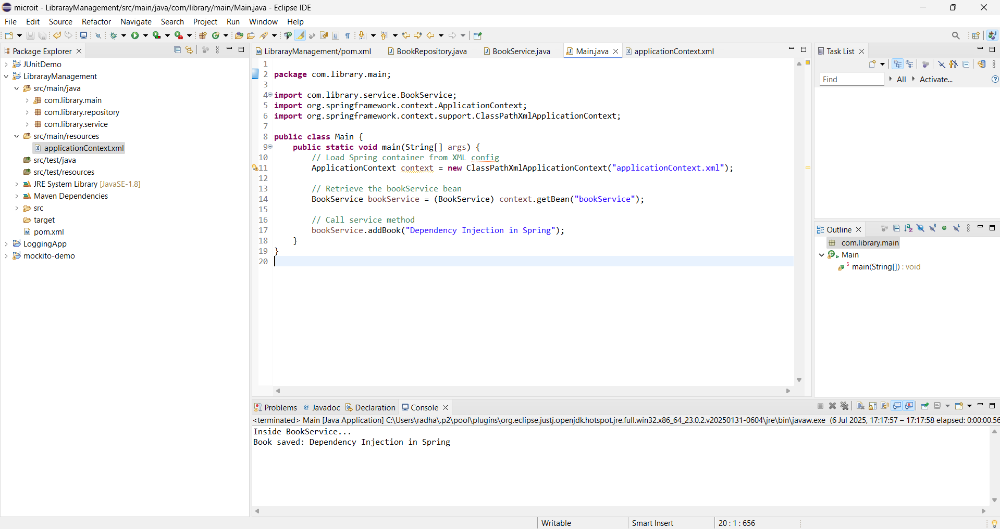 microit - LibrarayManagement/src/main/java/com/library/main/Main.java - Eclipse IDE
File Edit Source Refactor Navigate Search Project Run Window Help
Package Explorer
JUnitDemo
LibrarayManagement
src/main/java
com.library.main
com.library.repository
com.library.service
src/main/resources
applicationContext.xml
src/test/java
src/test/resources
JRE System Library [JavaSE-1.8]
Maven Dependencies
src
target
pom.xml
LoggingApp
mockito-demo
LibrarayManagement/pom.xml BookRepository.java BookService.java Main.java applicationContext.xml
1
2 package com.library.main;
3
4 import com.library.service.BookService;
5 import org.springframework.context.ApplicationContext;
6 import org.springframework.context.support.ClassPathXmlApplicationContext;
7
8 public class Main {
9 public static void main(String[] args) {
10 // Load Spring container from XML config
11 ApplicationContext context = new ClassPathXmlApplicationContext("applicationContext.xml");
12
13 // Retrieve the bookService bean
14 BookService bookService = (BookService) context.getBean("bookService");
15
16 // Call service method
17 bookService.addBook("Dependency Injection in Spring");
18 }
19 }
20
Task List
Find All Activate...
Outline
com.library.main
Main
main(String[]) : void
Problems Javadoc Declaration Console
<terminated> Main [Java Application] C:\Users\radha\.p2\pool\plugins\org.eclipse.justj.openjdk.hotspot.jre.full.win32.x86_64_23.0.2.v20250131-0604\jre\bin\javaw.exe (6 Jul 2025, 17:17:57 – 17:17:58 elapsed: 0:00:00.56
Inside BookService...
Book saved: Dependency Injection in Spring
Writable Smart Insert 20 : 1 : 656